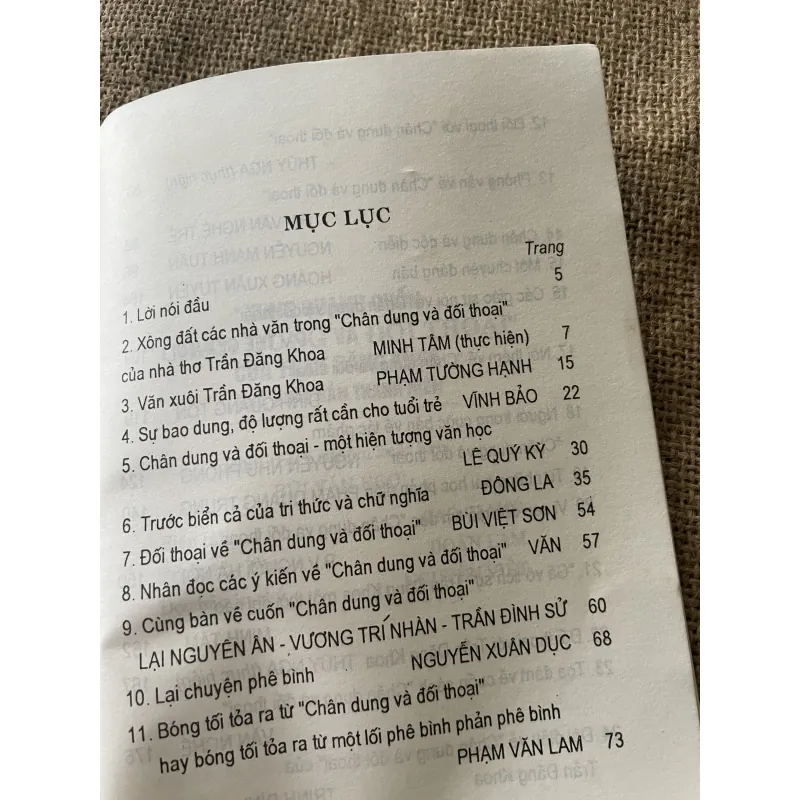 MỤC LỤC
Trang
1. Lời nói đầu 5
2. Xông đất các nhà văn trong "Chân dung và đối thoại"
của nhà thơ Trần Đăng Khoa MINH TÂM (thực hiện) 7
3. Văn xuôi Trần Đăng Khoa PHẠM TƯỜNG HẠNH 15
4. Sự bao dung, độ lượng rất cần cho tuổi trẻ VĨNH BẢO 22
5. Chân dung và đối thoại - một hiện tượng văn học
LÊ QUÝ KỲ 30
6. Trước biển cả của tri thức và chữ nghĩa ĐÔNG LA 35
7. Đối thoại về "Chân dung và đối thoại" BÙI VIỆT SƠN 54
8. Nhân đọc các ý kiến về "Chân dung và đối thoại" VĂN 57
9. Cùng bàn về cuốn "Chân dung và đối thoại"
LẠI NGUYÊN ÂN - VƯƠNG TRÍ NHÀN - TRẦN ĐÌNH SỬ 60
10. Lại chuyện phê bình NGUYỄN XUÂN DỤC 68
11. Bóng tối tỏa ra từ "Chân dung và đối thoại"
hay bóng tối tỏa ra từ một lối phê bình phản phê bình
PHẠM VĂN LAM 73